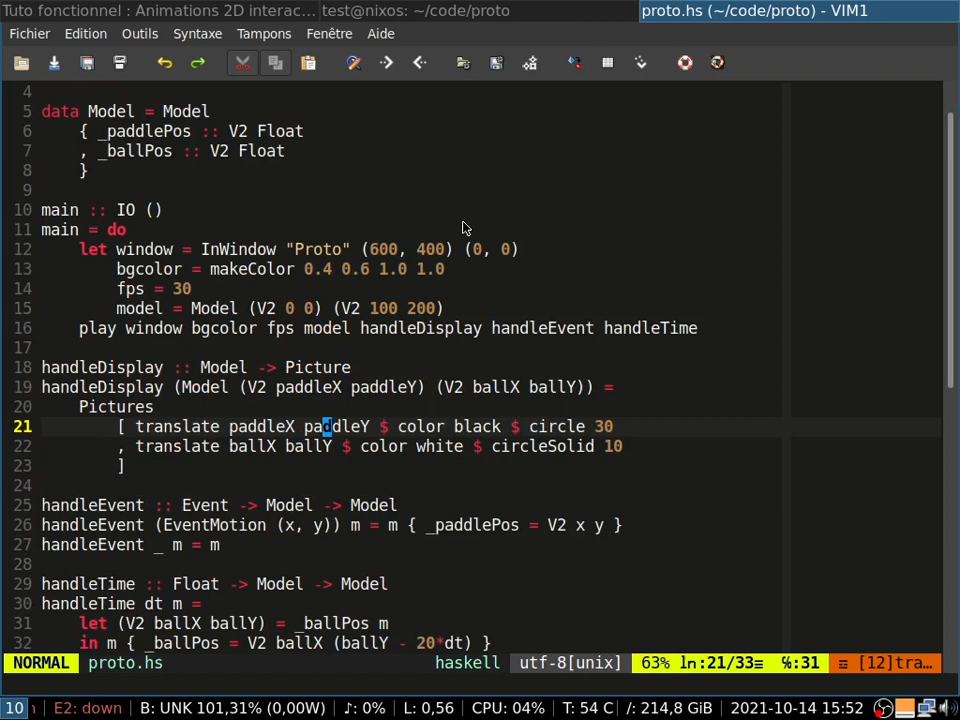 Tuto fonctionnel : Animations 2D interac... test@nixos: ~/code/proto proto.hs (~/code/proto) - VIM1
Fichier Edition Outils Syntaxe Tampons Fenêtre Aide
4
5 data Model = Model
6     { _paddlePos :: V2 Float
7     , _ballPos :: V2 Float
8     }
9
10 main :: IO ()
11 main = do
12     let window = InWindow "Proto" (600, 400) (0, 0)
13         bgcolor = makeColor 0.4 0.6 1.0 1.0
14         fps = 30
15         model = Model (V2 0 0) (V2 100 200)
16     play window bgcolor fps model handleDisplay handleEvent handleTime
17
18 handleDisplay :: Model -> Picture
19 handleDisplay (Model (V2 paddleX paddleY) (V2 ballX ballY)) =
20     Pictures
21         [ translate paddleX paddleY $ color black $ circle 30
22         , translate ballX ballY $ color white $ circleSolid 10
23         ]
24
25 handleEvent :: Event -> Model -> Model
26 handleEvent (EventMotion (x, y)) m = m { _paddlePos = V2 x y }
27 handleEvent _ m = m
28
29 handleTime :: Float -> Model -> Model
30 handleTime dt m =
31     let (V2 ballX ballY) = _ballPos m
32     in m { _ballPos = V2 ballX (ballY - 20*dt) }
NORMAL proto.hs haskell utf-8[unix] 63% ln:21/33≡ ℅:31 ☲ [12]tra…
10 E2: down B: UNK 101,31% (0,00W) ♪: 0% L: 0,56 CPU: 04% T: 54 C /: 214,8 GiB 2021-10-14 15:52